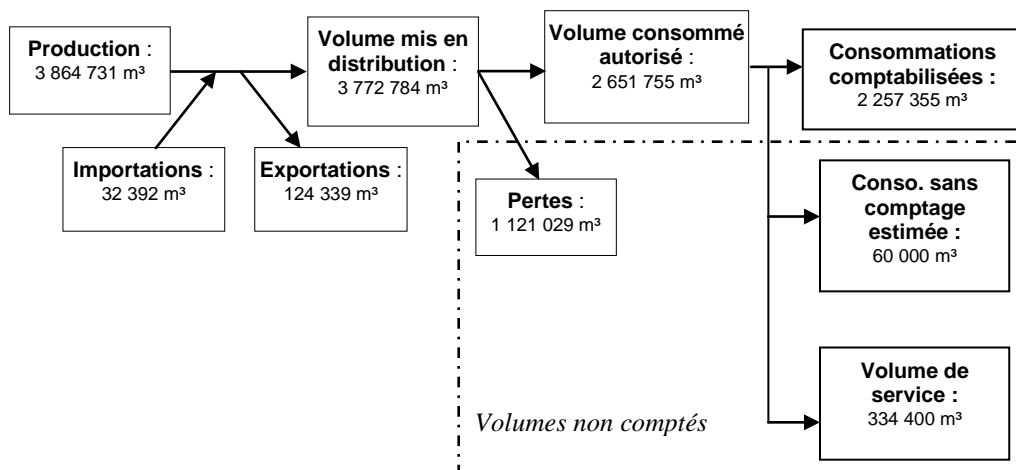 Production :
3 864 731 m³
Volume mis en
distribution :
3 772 784 m³
Volume consommé
autorisé :
2 651 755 m³
Consommations
comptabilisées :
2 257 355 m³
Importations :
32 392 m³
Exportations :
124 339 m³
Pertes :
1 121 029 m³
Conso. sans
comptage
estimée :
60 000 m³
Volume de
service :
334 400 m³
Volumes non comptés